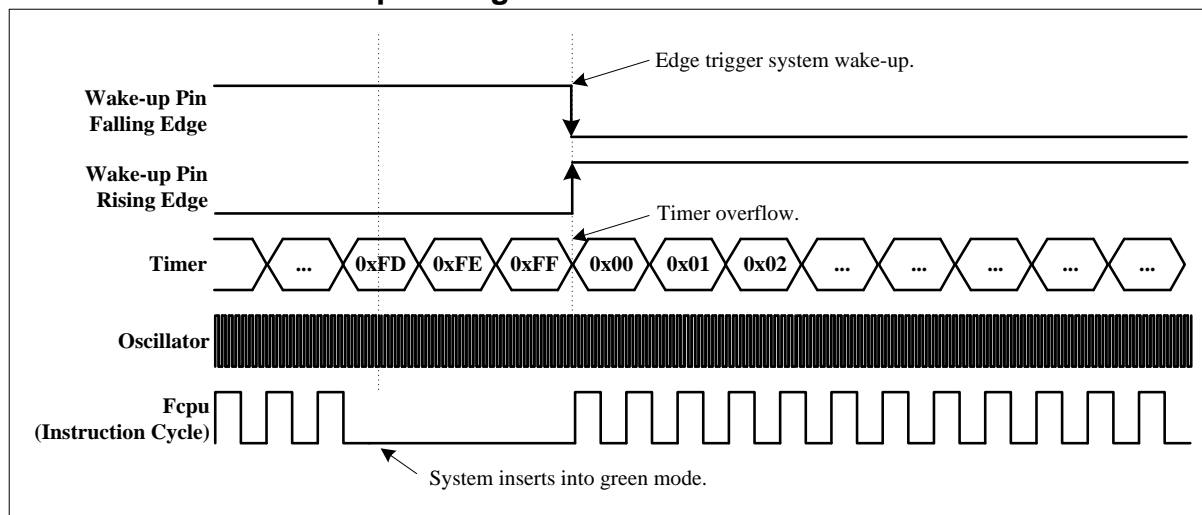 Edge trigger system wake-up.
Wake-up Pin
Falling Edge
Wake-up Pin
Rising Edge
Timer overflow.
Timer ... 0xFD 0xFE 0xFF 0x00 0x01 0x02 ... ... ... ... ...
Oscillator
Fcpu
(Instruction Cycle)
System inserts into green mode.